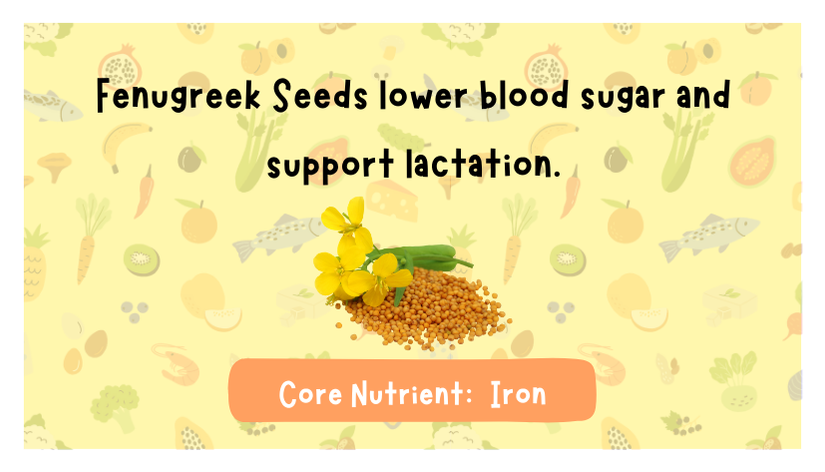 Fenugreek Seeds lower blood sugar and
support lactation.
Core Nutrient: Iron